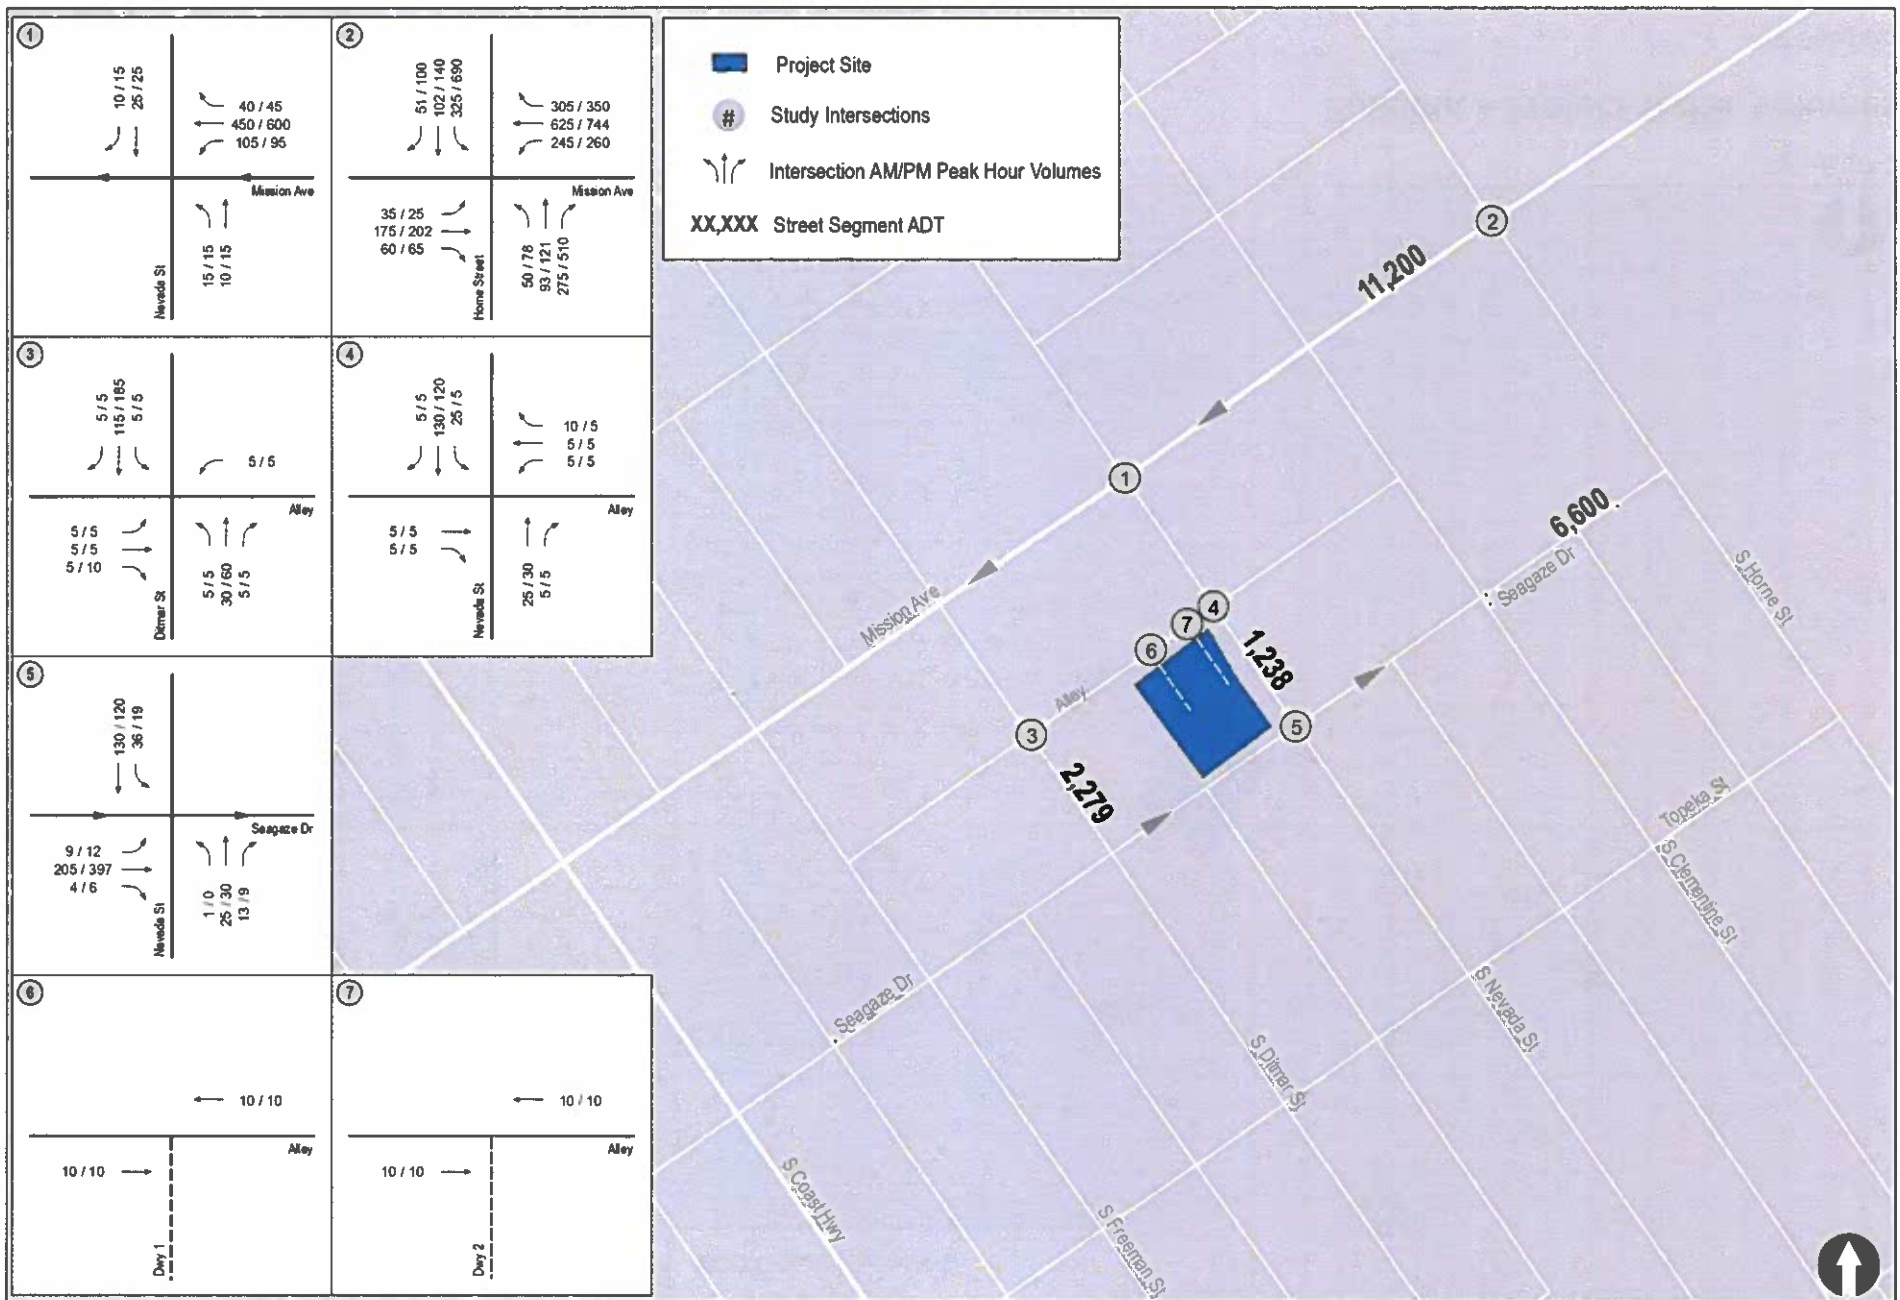 1
10 / 15
25 / 25
40 / 45
450 / 600
105 / 95
Mission Ave
15 / 15
10 / 15
Nevada St
2
51 / 100
102 / 140
325 / 690
305 / 350
625 / 744
245 / 260
Mission Ave
35 / 25
175 / 202
60 / 65
50 / 78
93 / 121
275 / 510
Horne Street
3
5 / 5
115 / 185
5 / 5
5 / 5
Alley
5 / 5
5 / 5
5 / 10
5 / 5
30 / 60
5 / 5
Ditmar St
4
5 / 5
130 / 120
25 / 5
10 / 5
5 / 5
5 / 5
Alley
5 / 5
5 / 5
25 / 30
5 / 5
Nevada St
5
130 / 120
36 / 19
Seagaze Dr
9 / 12
205 / 397
4 / 6
1 / 0
25 / 30
13 / 9
Nevada St
6
10 / 10
Alley
10 / 10
Dwy 1
7
10 / 10
Alley
10 / 10
Dwy 2
Project Site
# Study Intersections
Intersection AM/PM Peak Hour Volumes
XX,XXX Street Segment ADT
2
11,200
1
6,600
Seagaze Dr
S Horne St
Mission Ave
4
7
6
1,238
Alley
3
5
2,279
Topeka St
S Clementine St
Seagaze Dr
S Nevada St
S Ditmar St
S Coast Hwy
S Freeman St